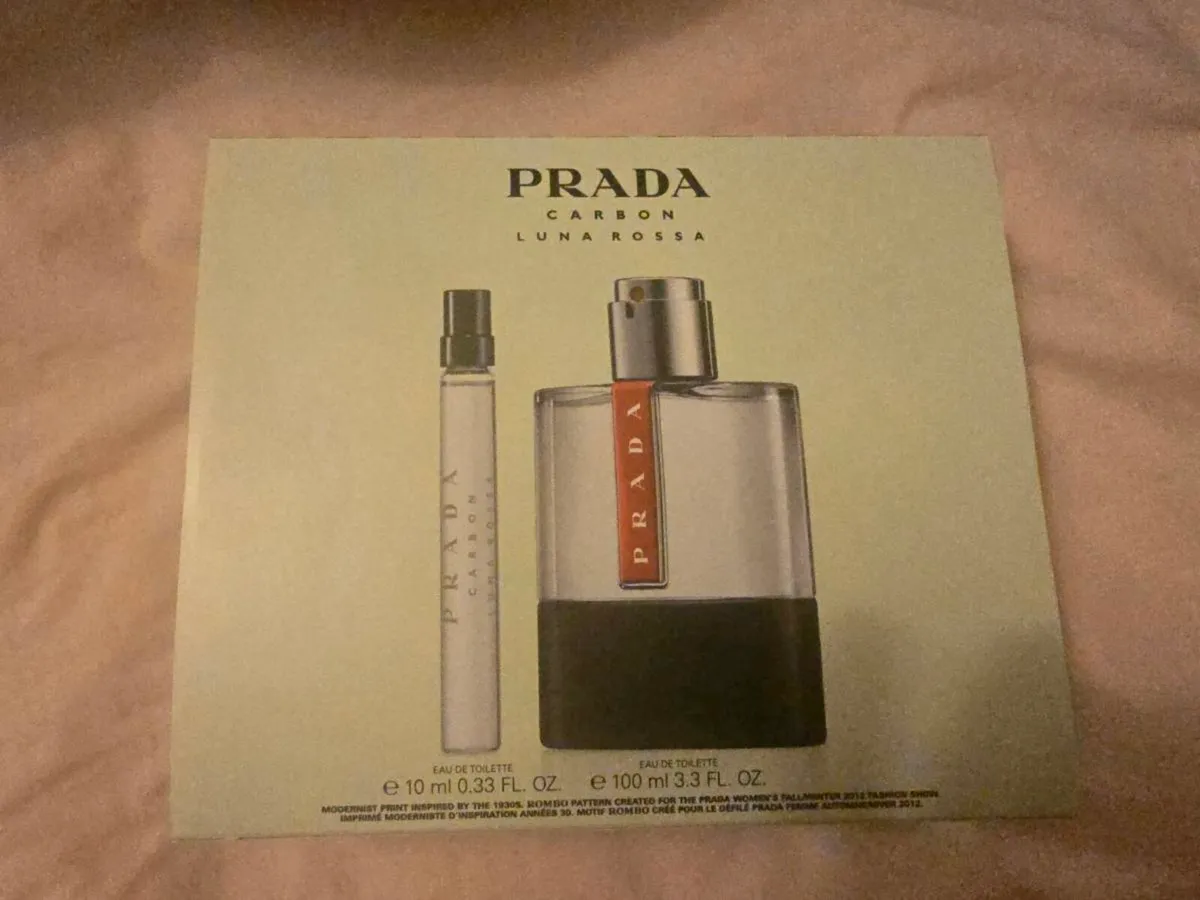 PRADA
CARBON
LUNA ROSSA
PRADA
CARBON
LUNA ROSSA
PRADA
EAU DE TOILETTE
e 10 ml 0.33 FL. OZ.
EAU DE TOILETTE
e 100 ml 3.3 FL. OZ.
MODERNIST PRINT INSPIRED BY THE 1930S. ROMBO PATTERN CREATED FOR THE PRADA WOMEN'S FALL/WINTER 2012 FASHION SHOW
IMPRIMÉ MODERNISTE D'INSPIRATION ANNÉES 30. MOTIF ROMBO CRÉÉ POUR LE DÉFILÉ PRADA FEMME AUTOMNE/HIVER 2012.